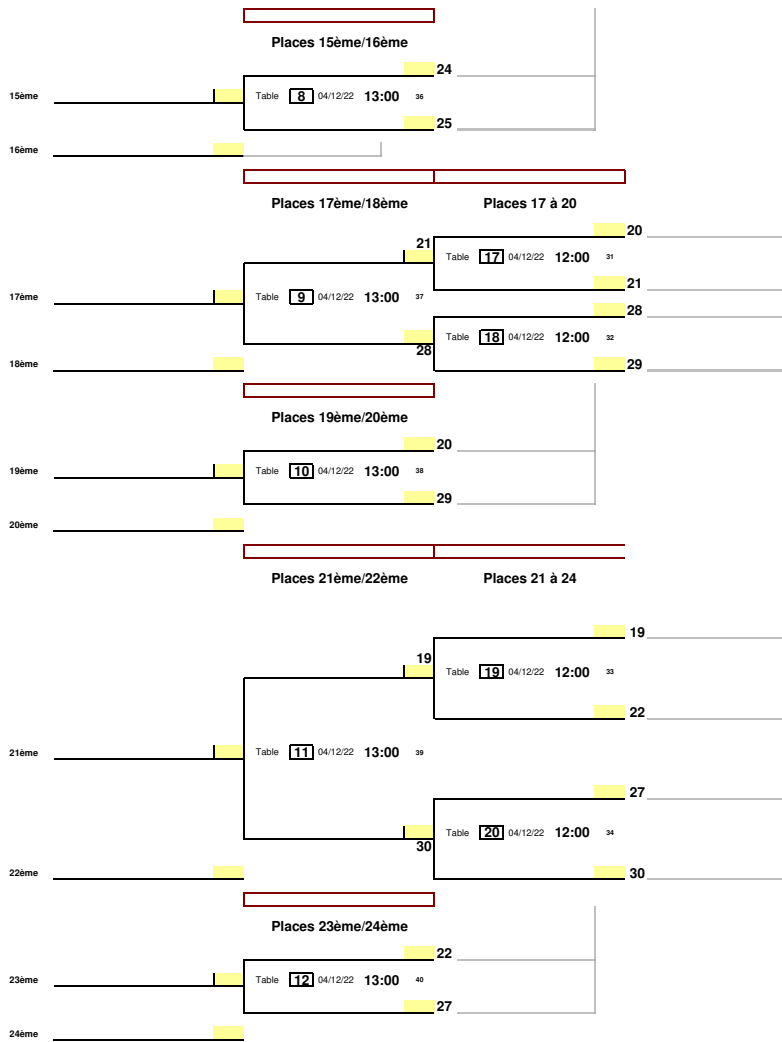 Places 15ème/16ème
24
15ème Table 8 04/12/22 13:00 36
25
16ème
Places 17ème/18ème Places 17 à 20
20
21 Table 17 04/12/22 12:00 31
21
17ème Table 9 04/12/22 13:00 37
28
Table 18 04/12/22 12:00 32
28
18ème 29
Places 19ème/20ème
20
19ème Table 10 04/12/22 13:00 38
29
20ème
Places 21ème/22ème Places 21 à 24
19
19
Table 19 04/12/22 12:00 33
22
21ème Table 11 04/12/22 13:00 39
27
Table 20 04/12/22 12:00 34
30
22ème 30
Places 23ème/24ème
22
23ème Table 12 04/12/22 13:00 40
27
24ème